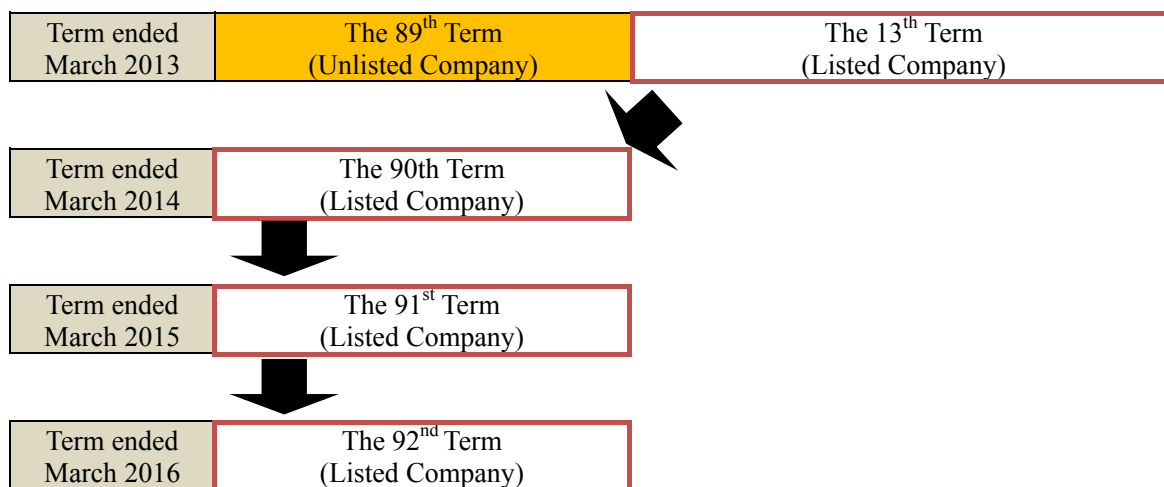 Term ended
March 2013
The 89th Term
(Unlisted Company)
The 13th Term
(Listed Company)
Term ended
March 2014
The 90th Term
(Listed Company)
Term ended
March 2015
The 91st Term
(Listed Company)
Term ended
March 2016
The 92nd Term
(Listed Company)